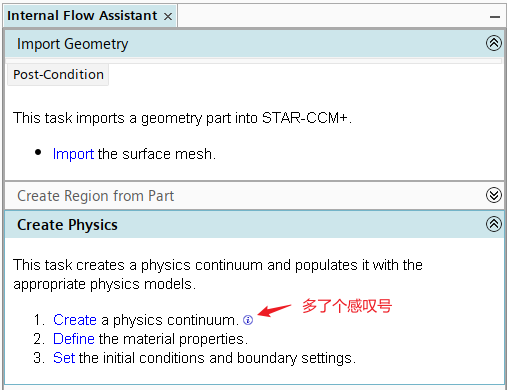 Internal Flow Assistant ×
Import Geometry
Post-Condition
This task imports a geometry part into STAR-CCM+.
• Import the surface mesh.
Create Region from Part
Create Physics
This task creates a physics continuum and populates it with the
appropriate physics models.
1. Create a physics continuum.
多了个感叹号
2. Define the material properties.
3. Set the initial conditions and boundary settings.